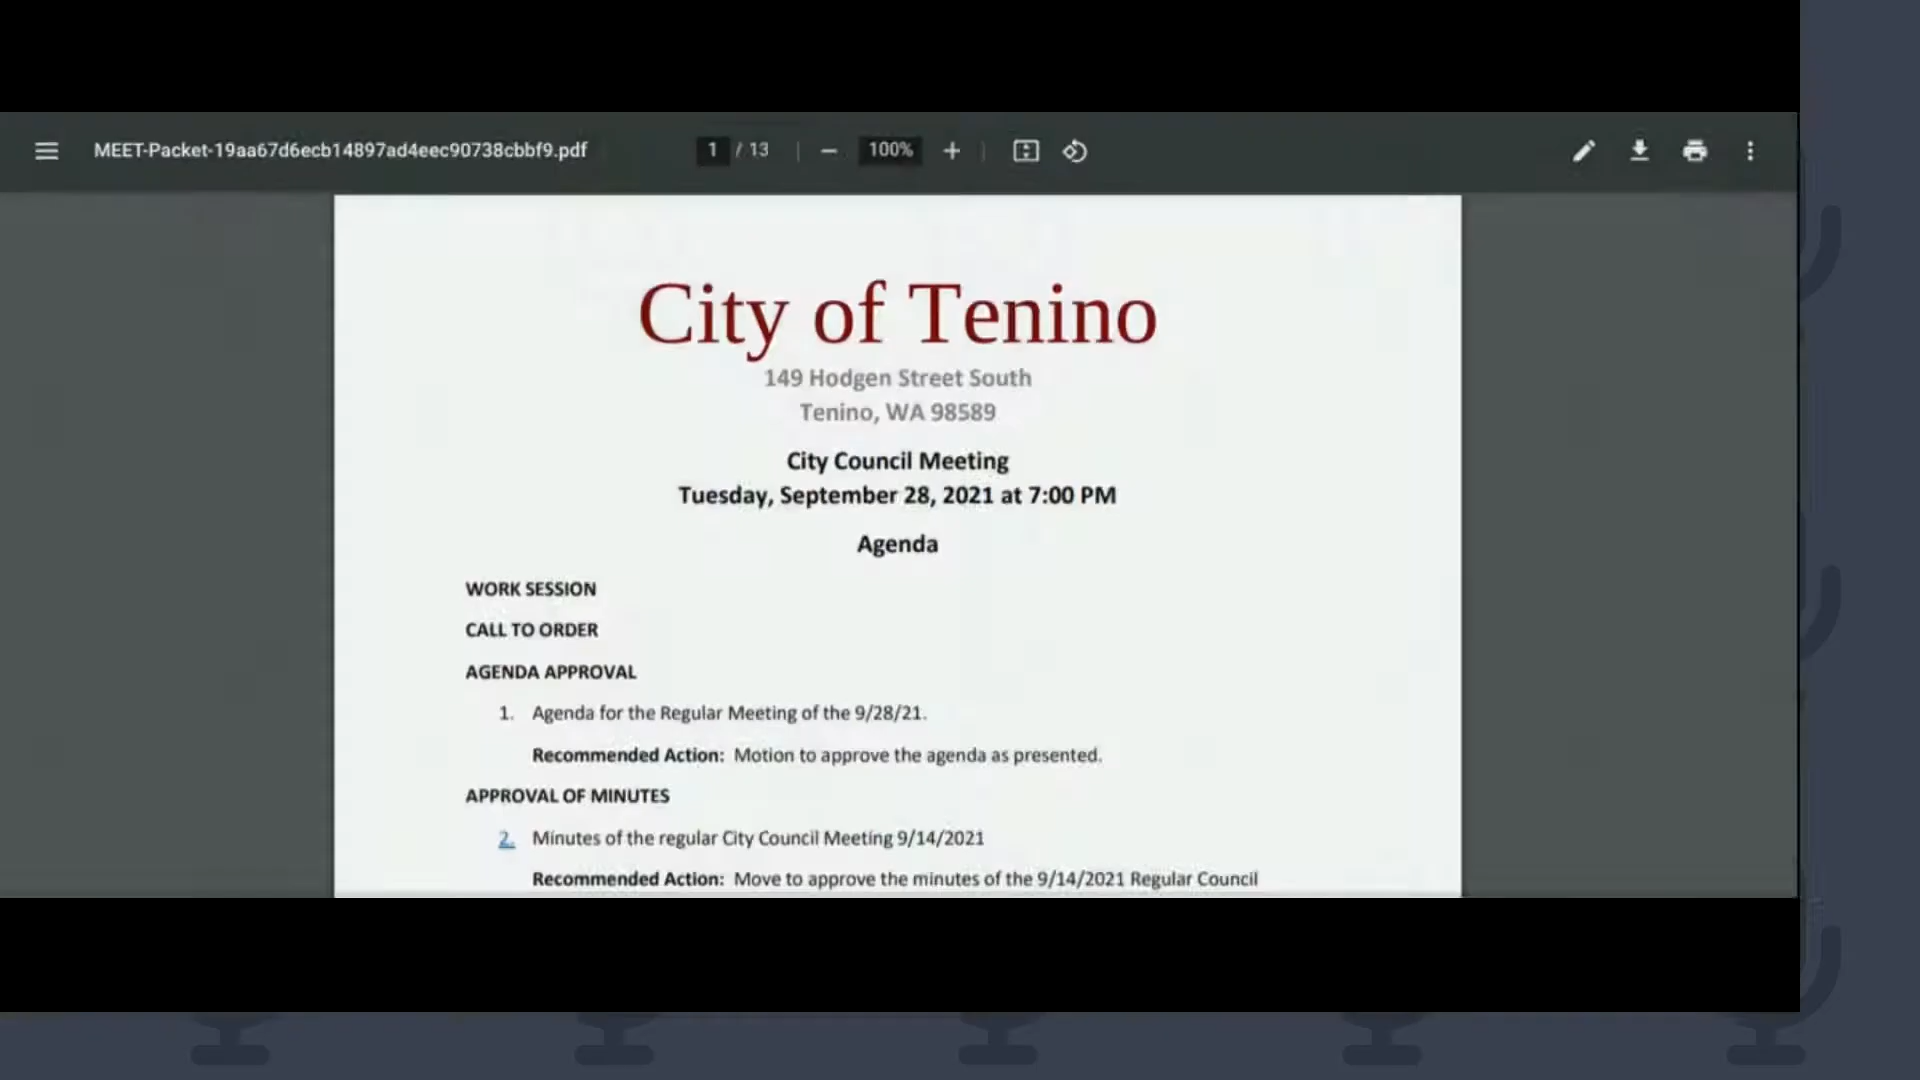 MEET-Packet-19aa67d6ecb14897ad4eec90738cbbf9.pdf
1 / 13
100%
City of Tenino
149 Hodgen Street South
Tenino, WA 98589
City Council Meeting
Tuesday, September 28, 2021 at 7:00 PM
Agenda
WORK SESSION
CALL TO ORDER
AGENDA APPROVAL
1. Agenda for the Regular Meeting of the 9/28/21.
Recommended Action: Motion to approve the agenda as presented.
APPROVAL OF MINUTES
2. Minutes of the regular City Council Meeting 9/14/2021
Recommended Action: Move to approve the minutes of the 9/14/2021 Regular Council